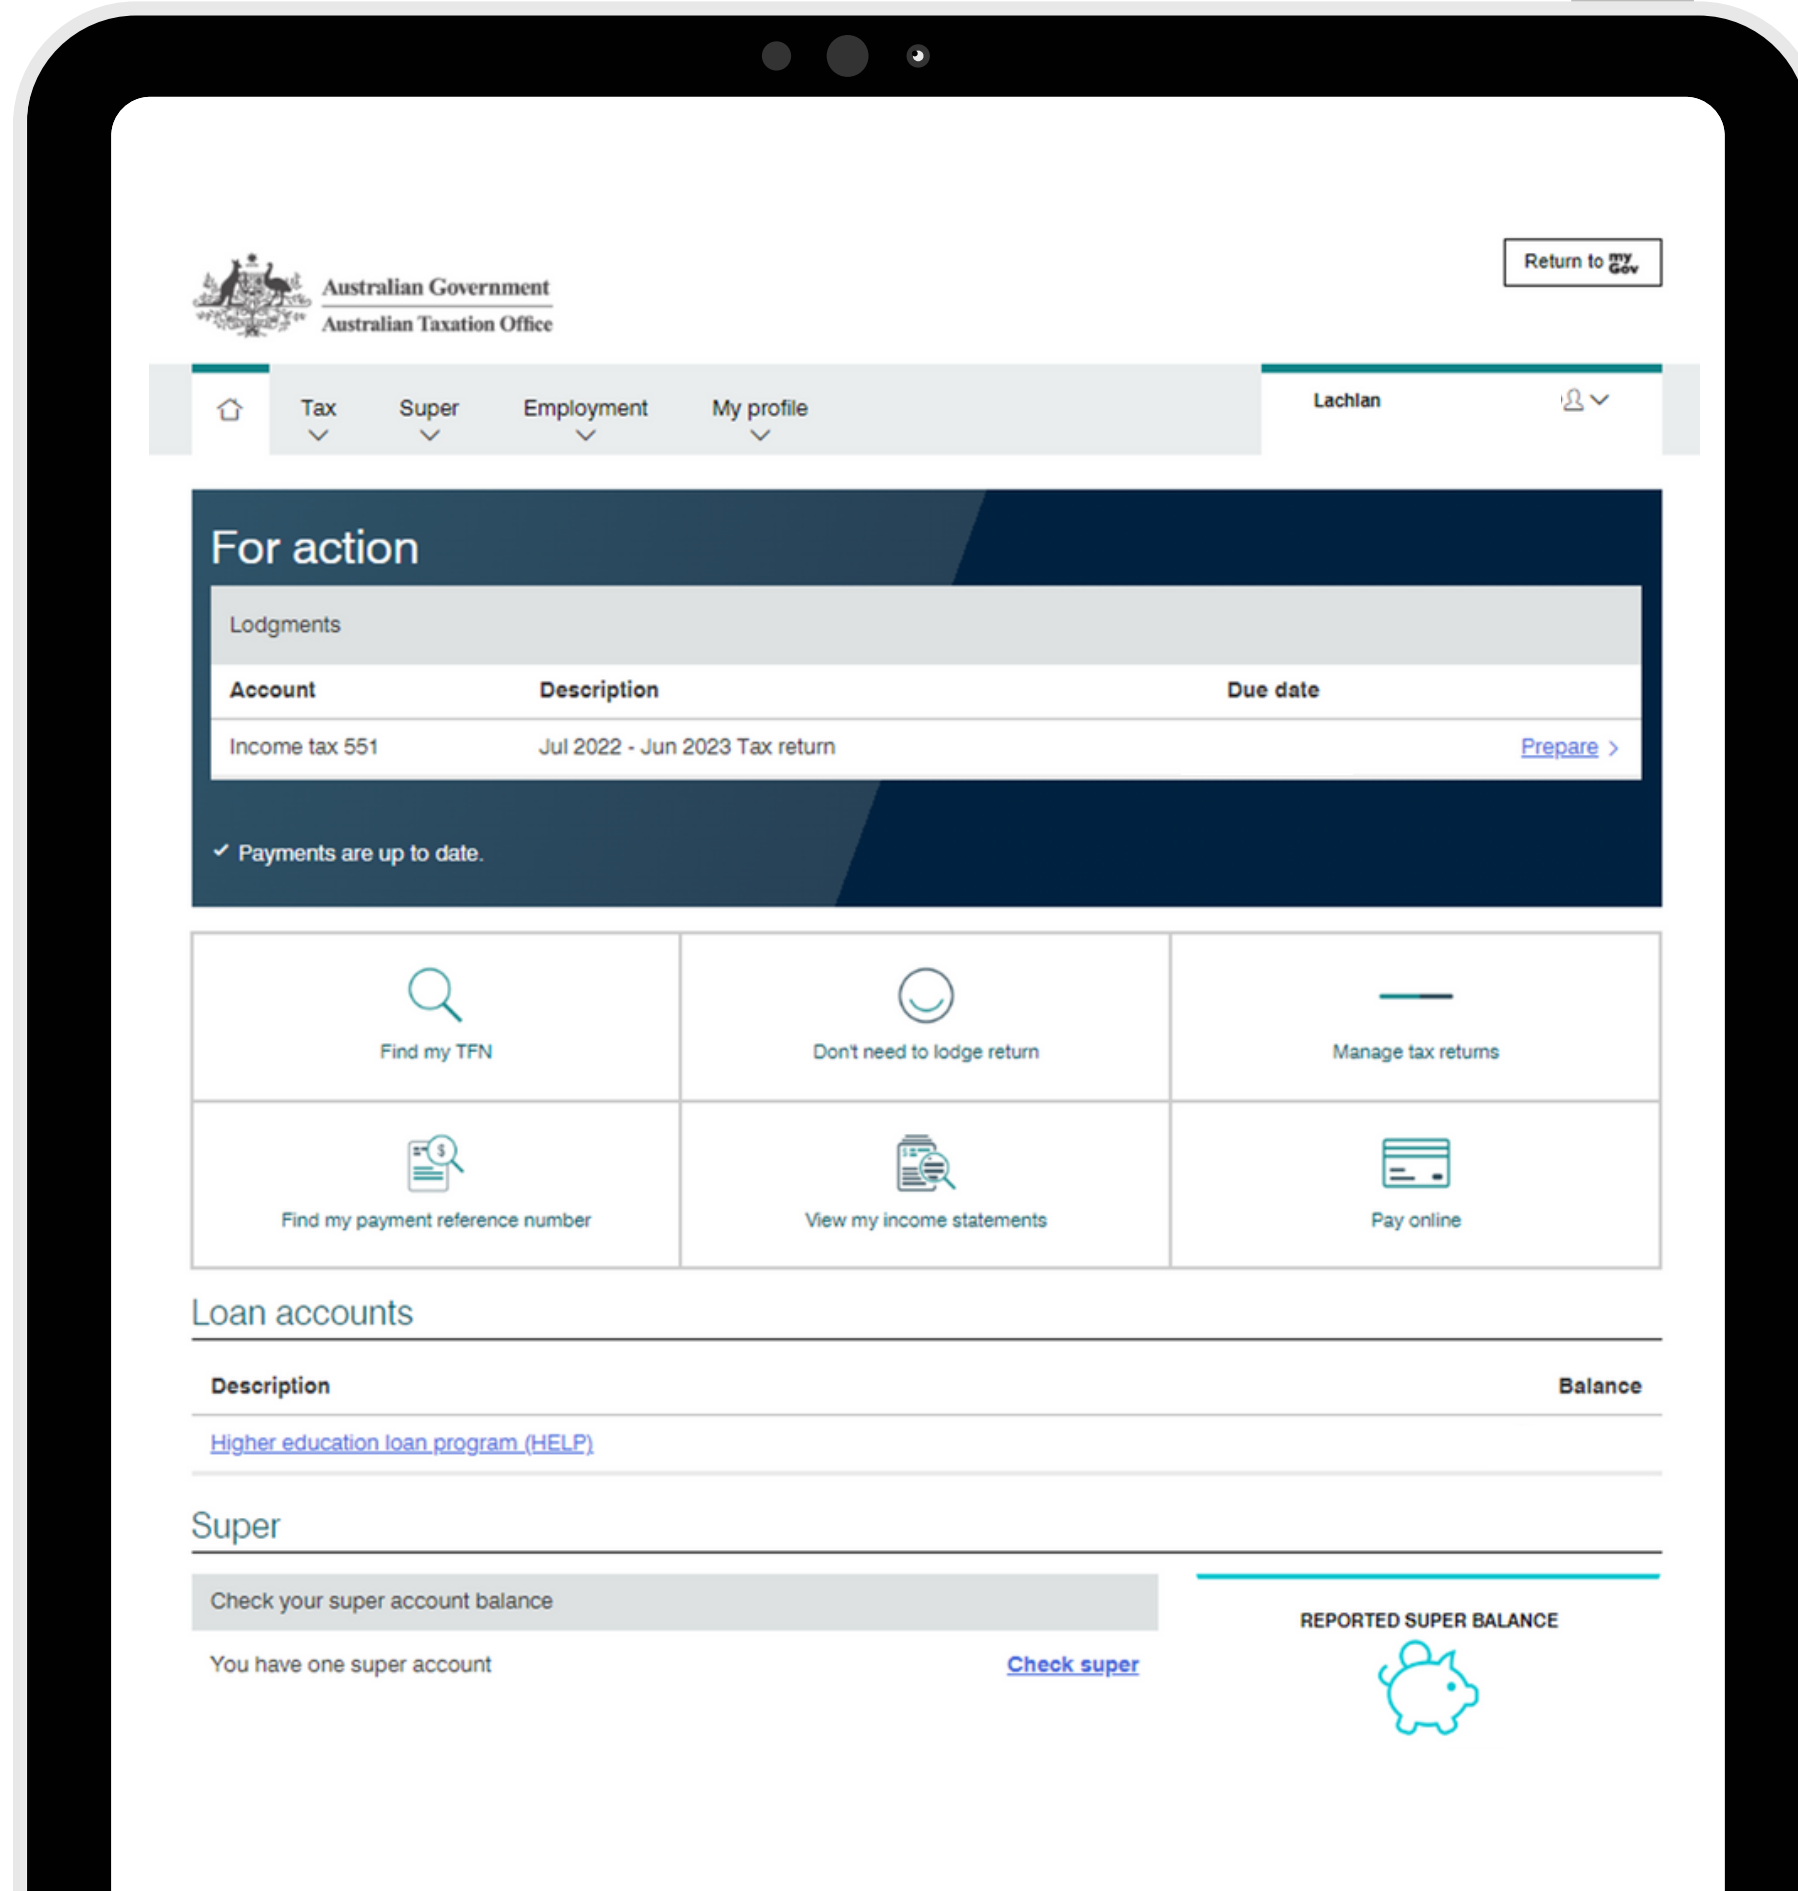 Return to myGov
Australian Government
Australian Taxation Office
Tax
Super
Employment
My profile
Lachlan
For action
Lodgments
Account Description Due date
Income tax 551 Jul 2022 - Jun 2023 Tax return Prepare >
✓ Payments are up to date.
Find my TFN
Don't need to lodge return
Manage tax returns
$
Find my payment reference number
$
View my income statements
Pay online
Loan accounts
Description Balance
Higher education loan program (HELP)
Super
Check your super account balance
You have one super account Check super
REPORTED SUPER BALANCE